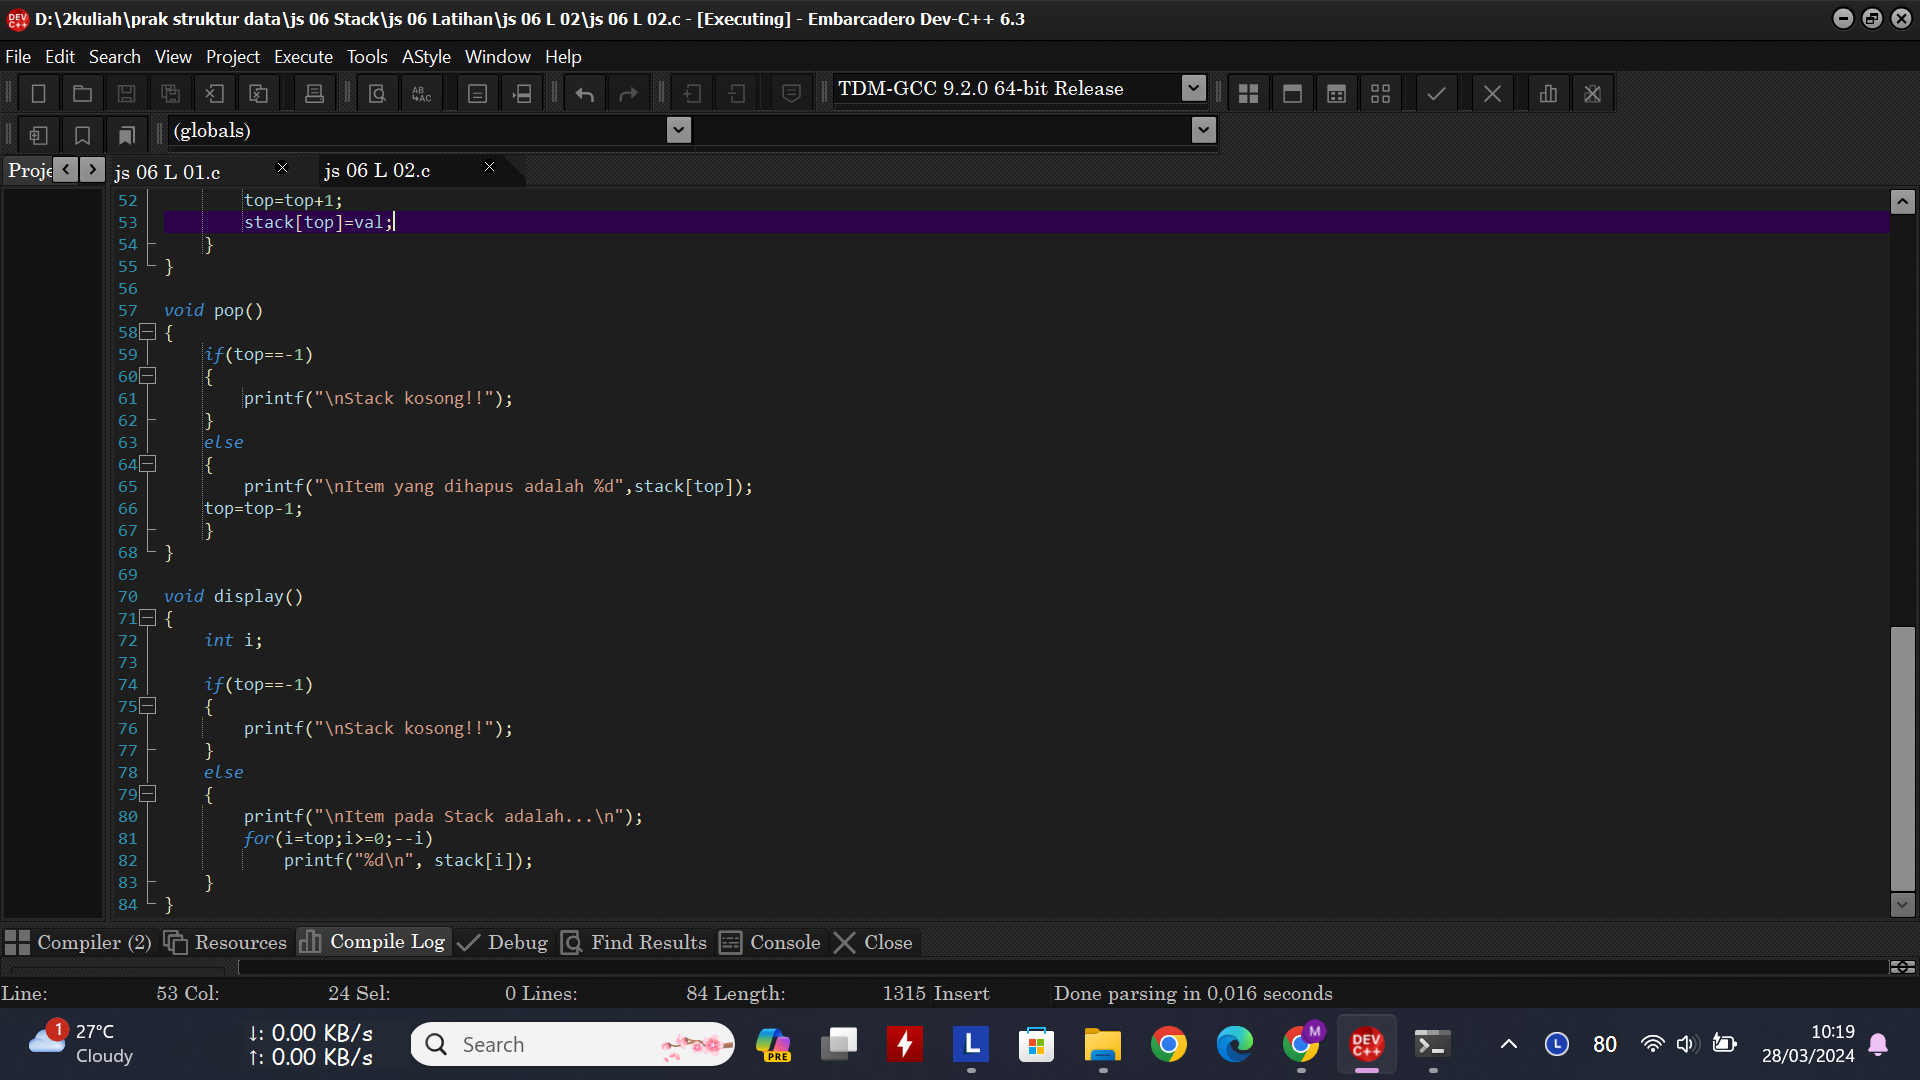 D:\2kuliah\prak struktur data\js 06 Stack\js 06 Latihan\js 06 L 02\js 06 L 02.c - [Executing] - Embarcadero Dev-C++ 6.3
File Edit Search View Project Execute Tools AStyle Window Help
TDM-GCC 9.2.0 64-bit Release
(globals)
Proje js 06 L 01.c js 06 L 02.c
52 top=top+1;
53 stack[top]=val;
54 }
55 }
56
57 void pop()
58 {
59 if(top==-1)
60 {
61 printf("\nStack kosong!!");
62 }
63 else
64 {
65 printf("\nItem yang dihapus adalah %d",stack[top]);
66 top=top-1;
67 }
68 }
69
70 void display()
71 {
72 int i;
73
74 if(top==-1)
75 {
76 printf("\nStack kosong!!");
77 }
78 else
79 {
80 printf("\nItem pada Stack adalah...\n");
81 for(i=top;i>=0;--i)
82 printf("%d\n", stack[i]);
83 }
84 }
Compiler (2) Resources Compile Log Debug Find Results Console Close
Line: 53 Col: 24 Sel: 0 Lines: 84 Length: 1315 Insert Done parsing in 0,016 seconds
1 27°C
Cloudy
↓: 0.00 KB/s
↑: 0.00 KB/s
Search
PRE
L
M
DEV C++
L
80
10:19
28/03/2024